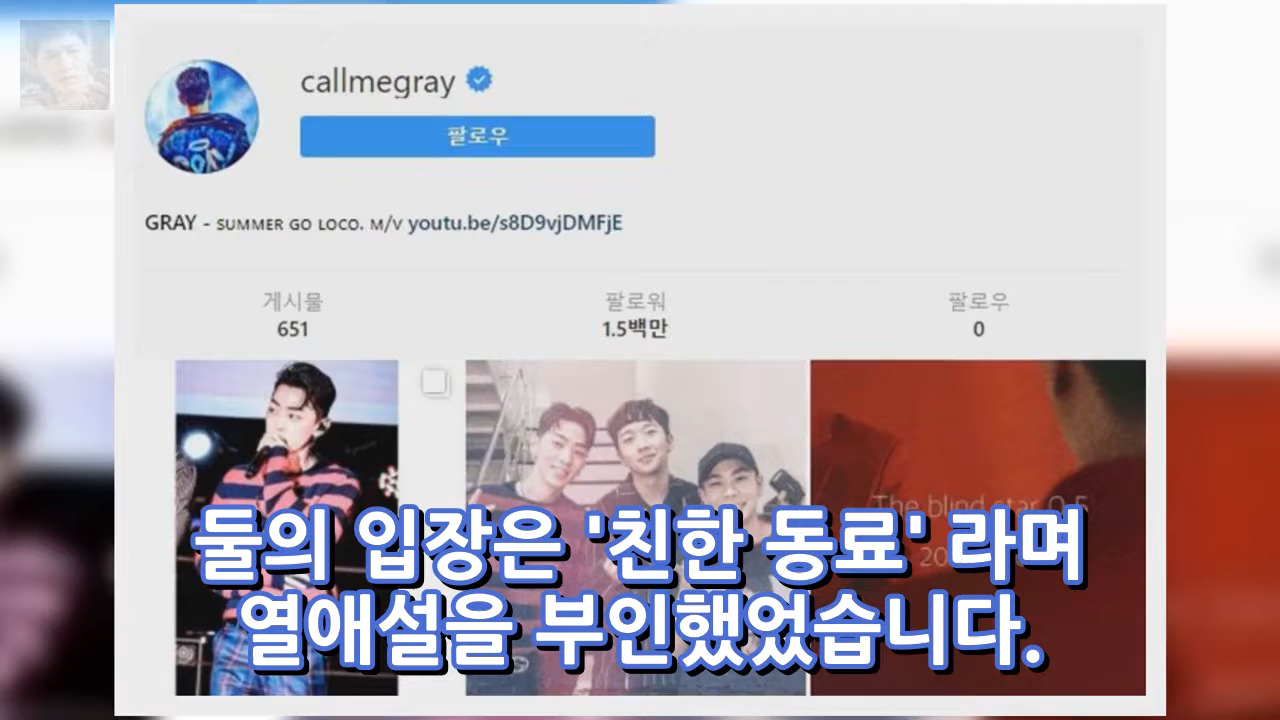 callmegray
팔로우
GRAY - SUMMER GO LOCO. M/V youtu.be/s8D9vjDMFjE
게시물 팔로워 팔로우
651 1.5백만 0
The blind star 0.5
20
둘의 입장은 '친한 동료' 라며
열애설을 부인했었습니다.